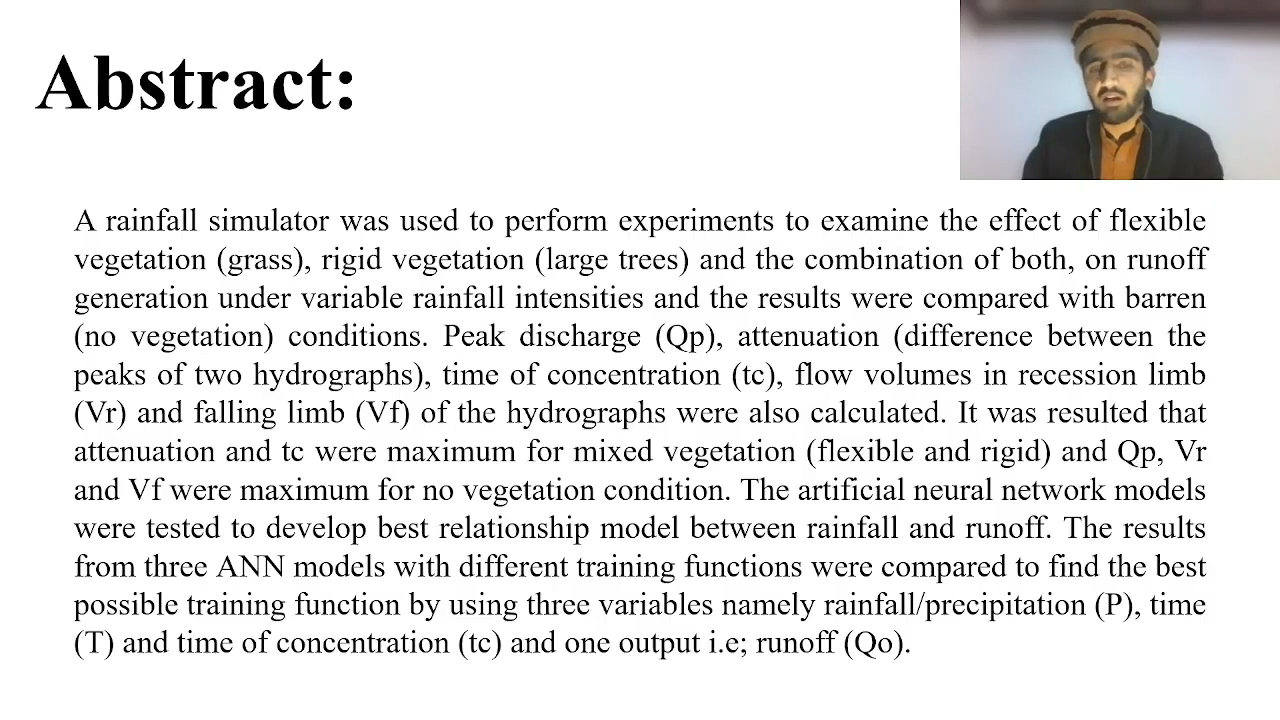 Abstract:
A rainfall simulator was used to perform experiments to examine the effect of flexible
vegetation (grass), rigid vegetation (large trees) and the combination of both, on runoff
generation under variable rainfall intensities and the results were compared with barren
(no vegetation) conditions. Peak discharge (Qp), attenuation (difference between the
peaks of two hydrographs), time of concentration (tc), flow volumes in recession limb
(Vr) and falling limb (Vf) of the hydrographs were also calculated. It was resulted that
attenuation and tc were maximum for mixed vegetation (flexible and rigid) and Qp, Vr
and Vf were maximum for no vegetation condition. The artificial neural network models
were tested to develop best relationship model between rainfall and runoff. The results
from three ANN models with different training functions were compared to find the best
possible training function by using three variables namely rainfall/precipitation (P), time
(T) and time of concentration (tc) and one output i.e; runoff (Qo).